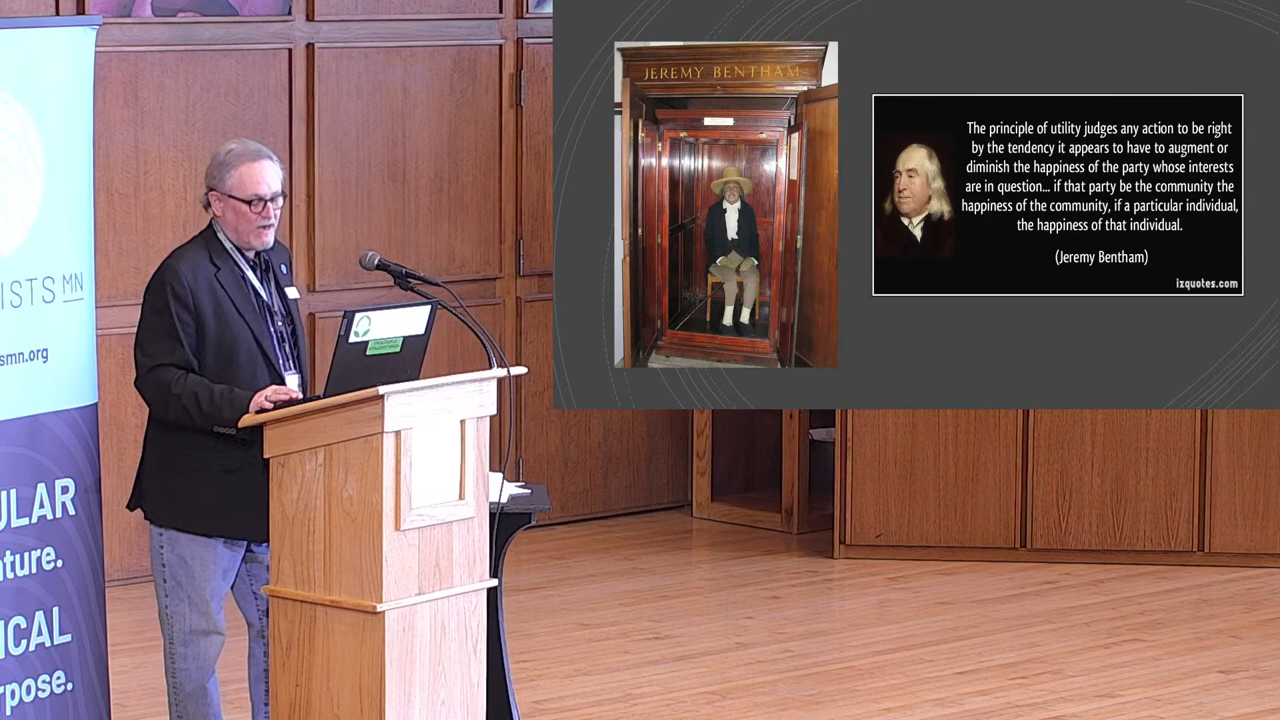 ISTS MN
smn.org
ULAR
ture.
ICAL
rpose.
JEREMY BENTHAM
The principle of utility judges any action to be right
by the tendency it appears to have to augment or
diminish the happiness of the party whose interests
are in question... if that party be the community the
happiness of the community, if a particular individual,
the happiness of that individual.
(Jeremy Bentham)
izquotes.com